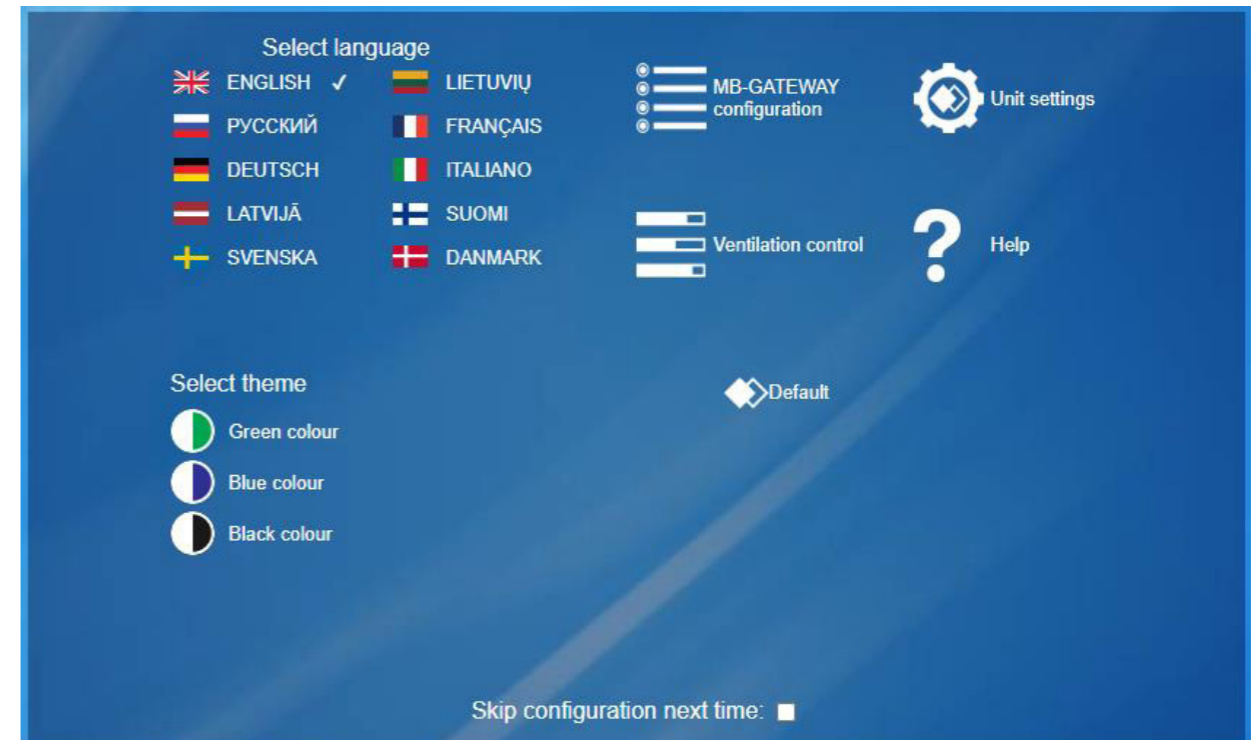 Select language
ENGLISH ✓
LIETUVIŲ
РУССКИЙ
FRANÇAIS
DEUTSCH
ITALIANO
LATVIJĀ
SUOMI
SVENSKA
DANMARK
MB-GATEWAY
configuration
Unit settings
Ventilation control
Help
Select theme
Green colour
Blue colour
Black colour
Default
Skip configuration next time: